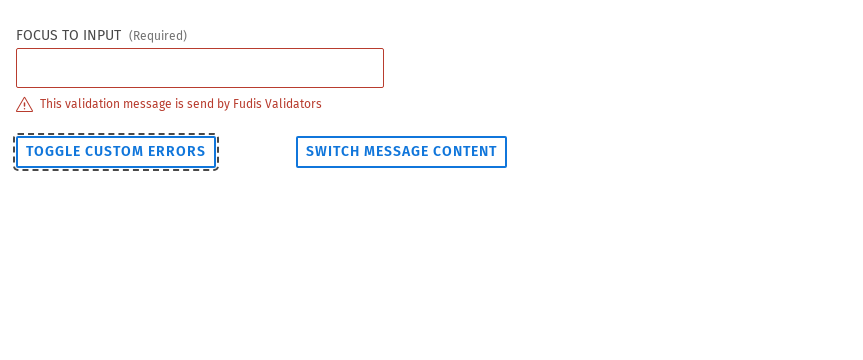 FOCUS TO INPUT (Required)
This validation message is send by Fudis Validators
TOGGLE CUSTOM ERRORS SWITCH MESSAGE CONTENT